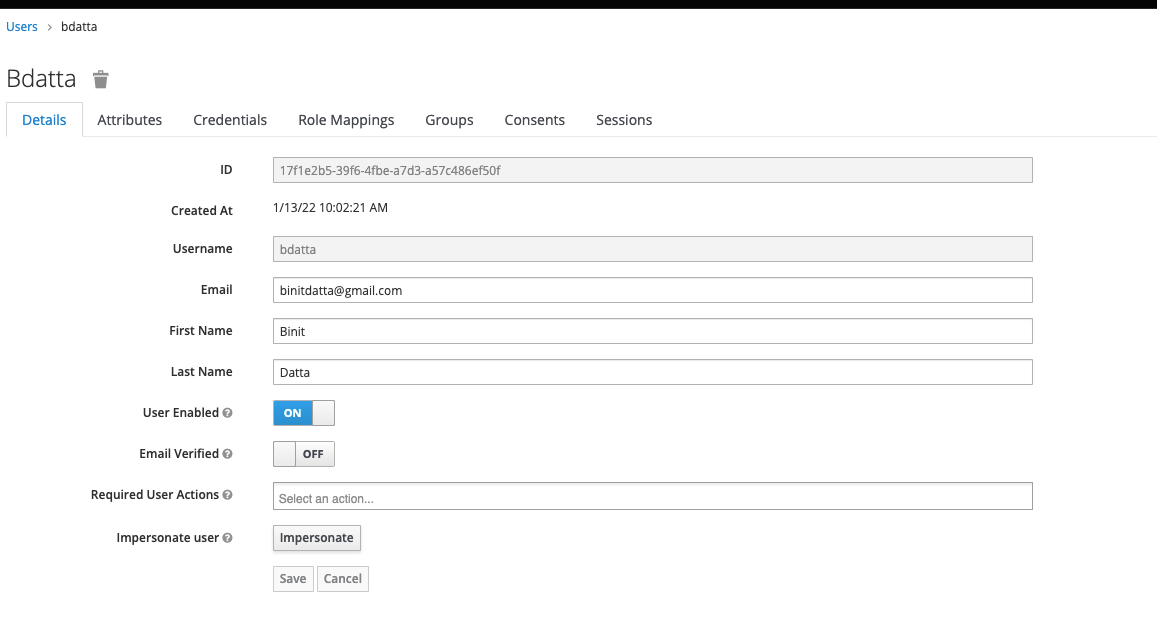 Users > bdatta
Bdatta
Details Attributes Credentials Role Mappings Groups Consents Sessions
ID 17f1e2b5-39f6-4fbe-a7d3-a57c486ef50f
Created At 1/13/22 10:02:21 AM
Username bdatta
Email binitdatta@gmail.com
First Name Binit
Last Name Datta
User Enabled ? ON
Email Verified ? OFF
Required User Actions ? Select an action...
Impersonate user ? Impersonate
Save Cancel